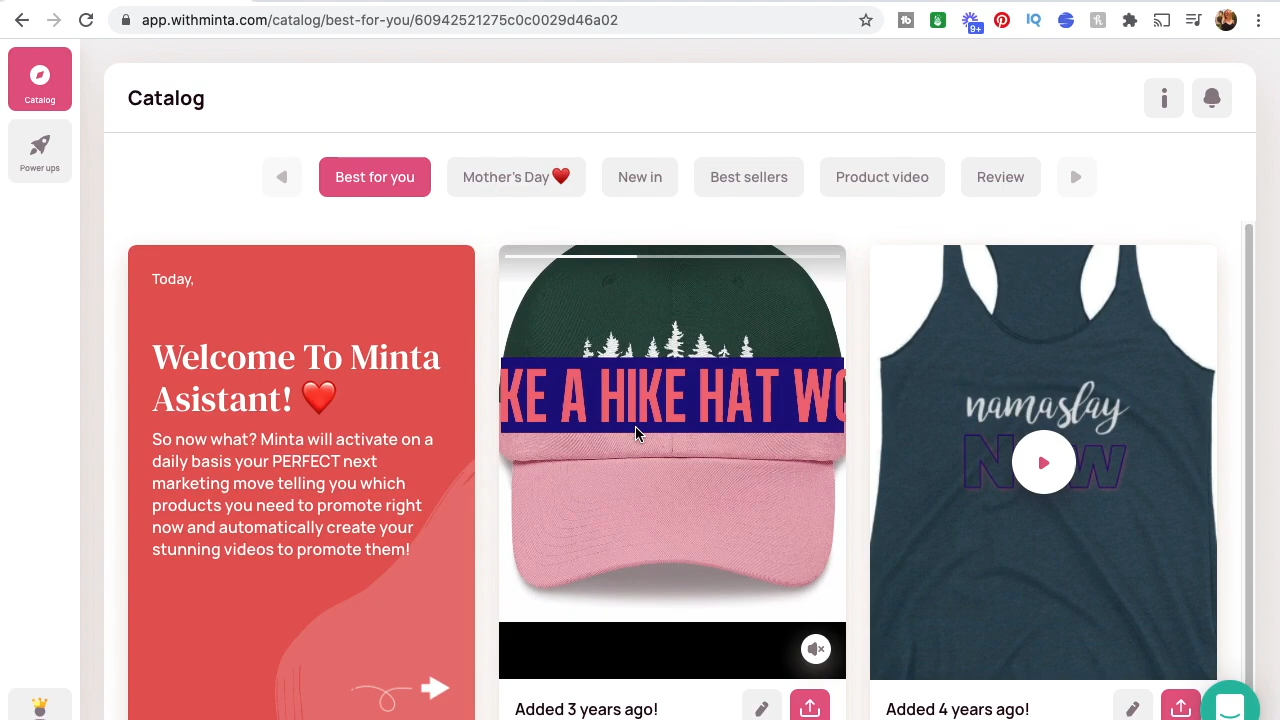 app.withminta.com/catalog/best-for-you/60942521275c0c0029d46a02
9+
IQ
Catalog
Power ups
Catalog
Best for you
Mother's Day
New in
Best sellers
Product video
Review
Today,
Welcome To Minta
Asistant!
So now what? Minta will activate on a
daily basis your PERFECT next
marketing move telling you which
products you need to promote right
now and automatically create your
stunning videos to promote them!
KE A HIKE HAT WO
Added 3 years ago!
namaslay
Now
Added 4 years ago!